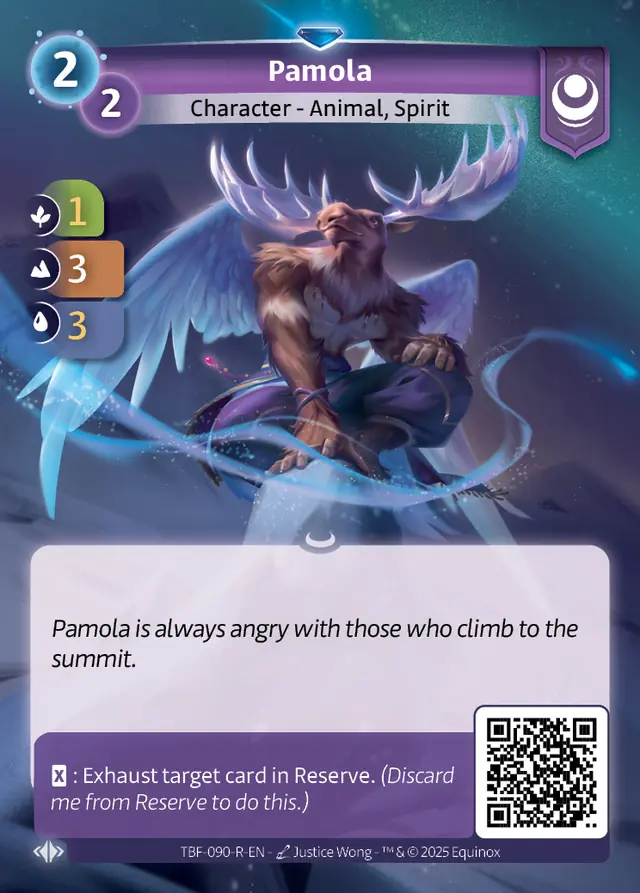 2
Pamola
2
Character - Animal, Spirit
1
3
3
Pamola is always angry with those who climb to the
summit.
X : Exhaust target card in Reserve. (Discard
me from Reserve to do this.)
TBF-090-R-EN - Justice Wong - ™ & © 2025 Equinox